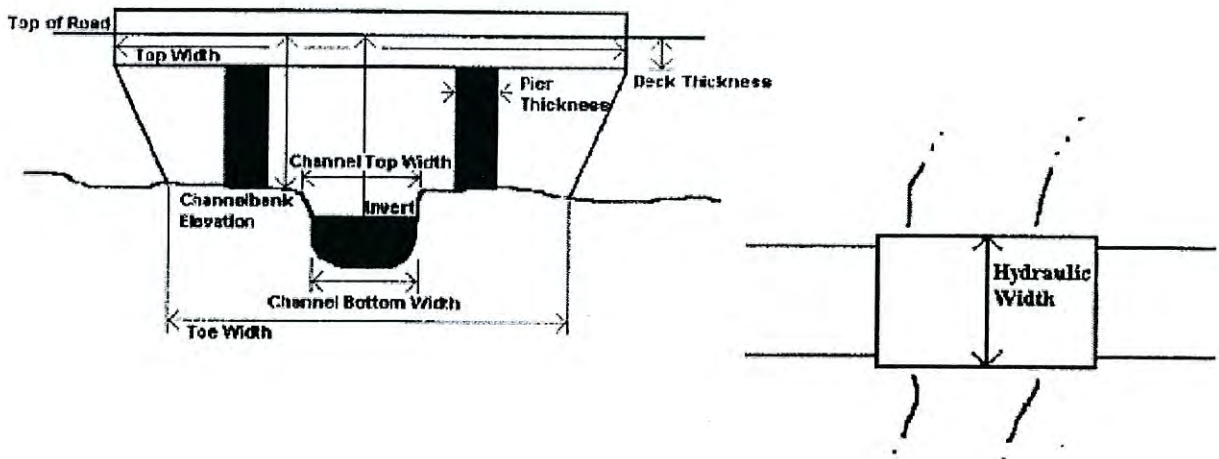 Top of Road
Top Width
Deck Thickness
Pier
Thickness
Channel Top Width
Channelbank
Elevation
Invert
Channel Bottom Width
Toe Width
Hydraulic
Width